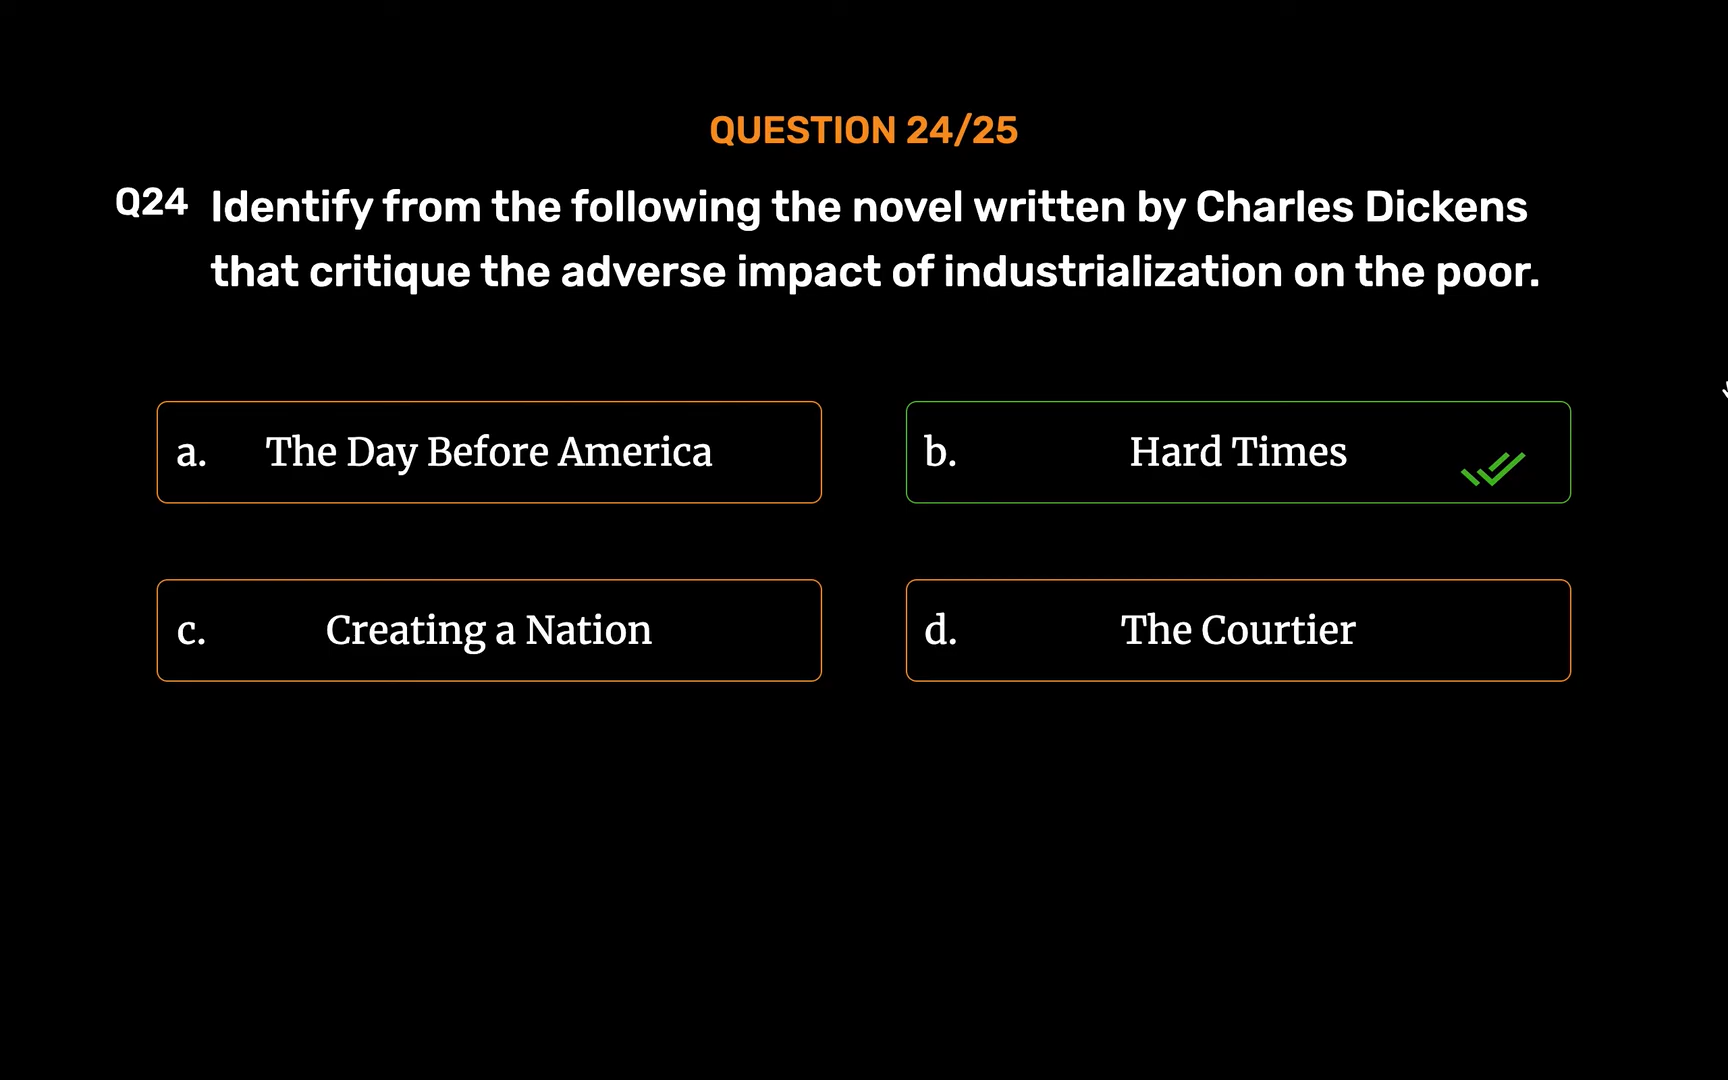 QUESTION 24/25
Q24 Identify from the following the novel written by Charles Dickens
that critique the adverse impact of industrialization on the poor.
a. The Day Before America
b. Hard Times
c. Creating a Nation
d. The Courtier